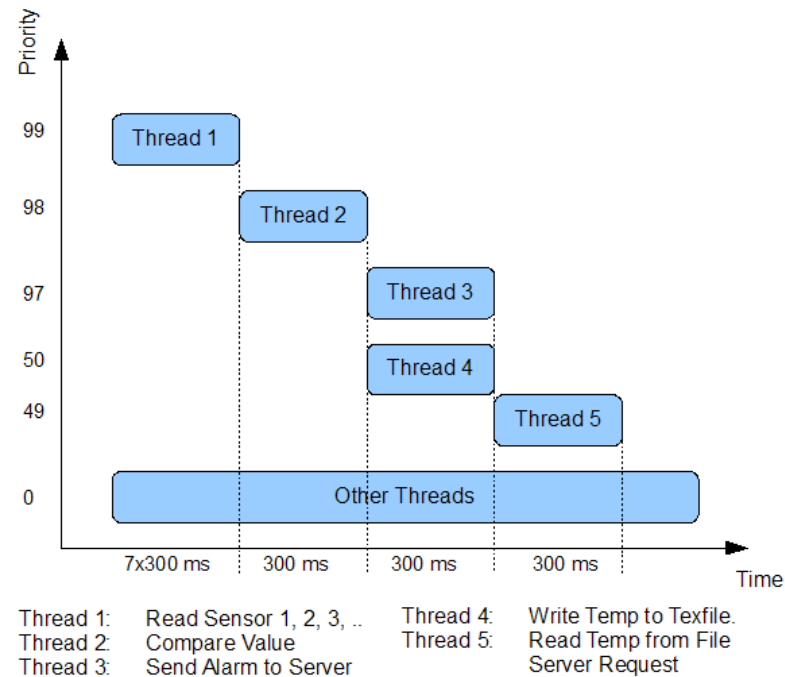 Priority
99
Thread 1
98
Thread 2
97
Thread 3
50
Thread 4
49
Thread 5
0
Other Threads
7x300 ms
300 ms
300 ms
300 ms
Time
Thread 1: Read Sensor 1, 2, 3, ..
Thread 2: Compare Value
Thread 3: Send Alarm to Server
Thread 4: Write Temp to Texfile.
Thread 5: Read Temp from File
Server Request